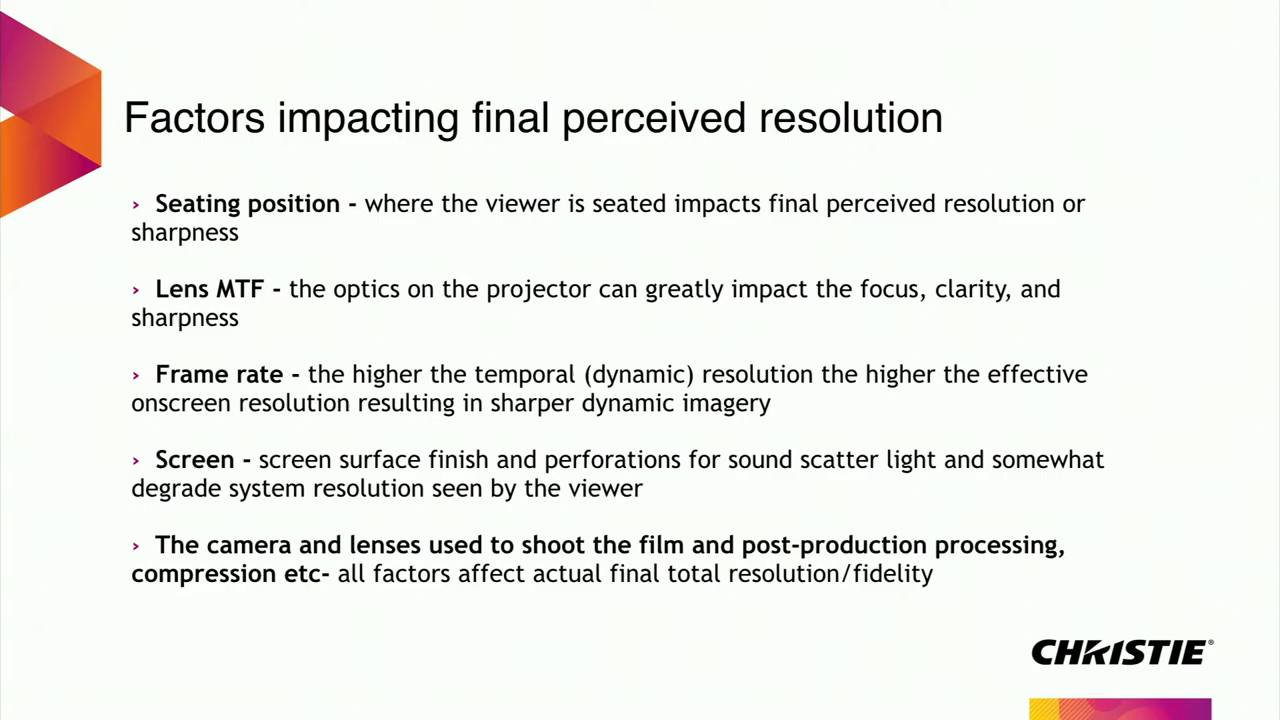 Factors impacting final perceived resolution
› Seating position - where the viewer is seated impacts final perceived resolution or
sharpness
› Lens MTF - the optics on the projector can greatly impact the focus, clarity, and
sharpness
› Frame rate - the higher the temporal (dynamic) resolution the higher the effective
onscreen resolution resulting in sharper dynamic imagery
› Screen - screen surface finish and perforations for sound scatter light and somewhat
degrade system resolution seen by the viewer
› The camera and lenses used to shoot the film and post-production processing,
compression etc- all factors affect actual final total resolution/fidelity
CHRISTIE®